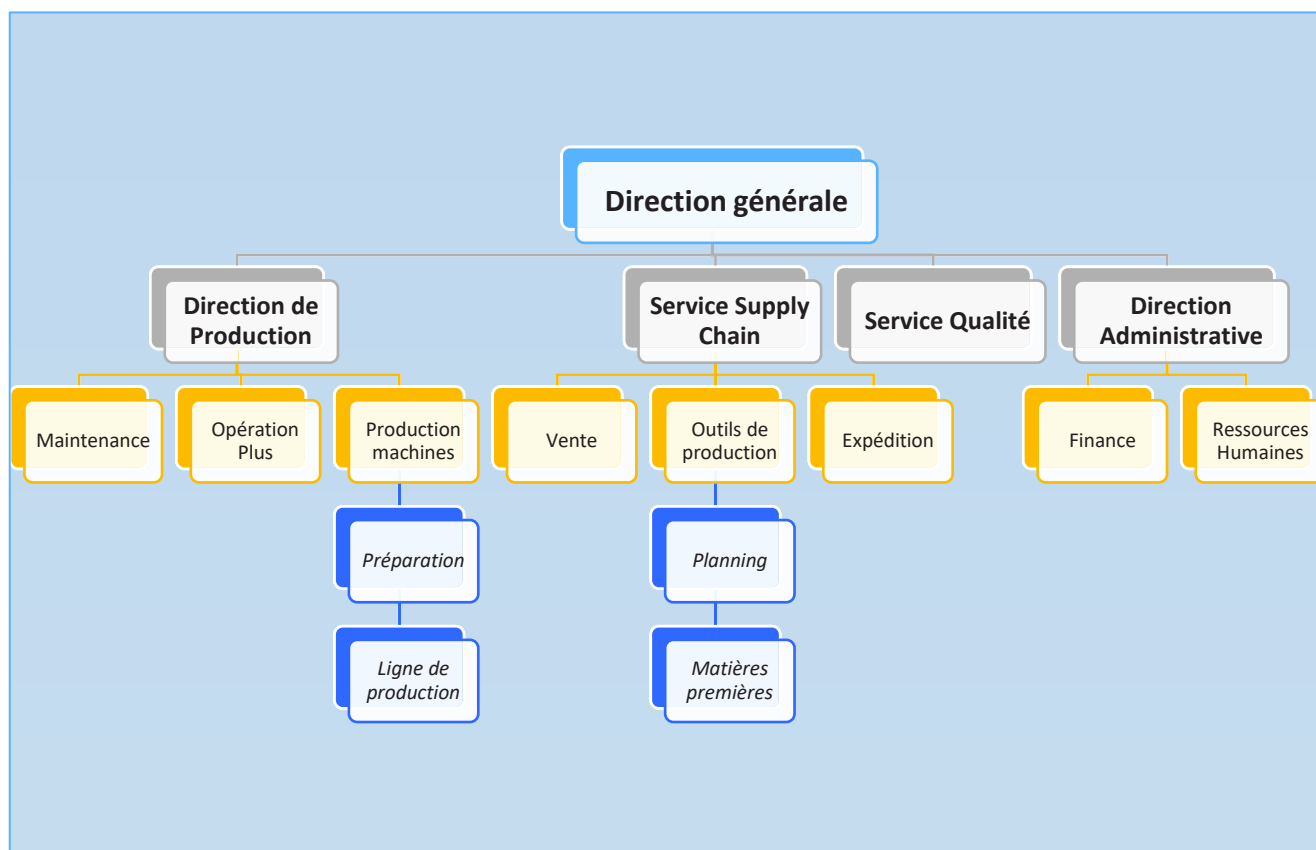 Direction générale
Direction de
Production
Service Supply
Chain
Service Qualité
Direction
Administrative
Maintenance
Opération
Plus
Production
machines
Vente
Outils de
production
Expédition
Finance
Ressources
Humaines
Préparation
Planning
Ligne de
production
Matières
premières